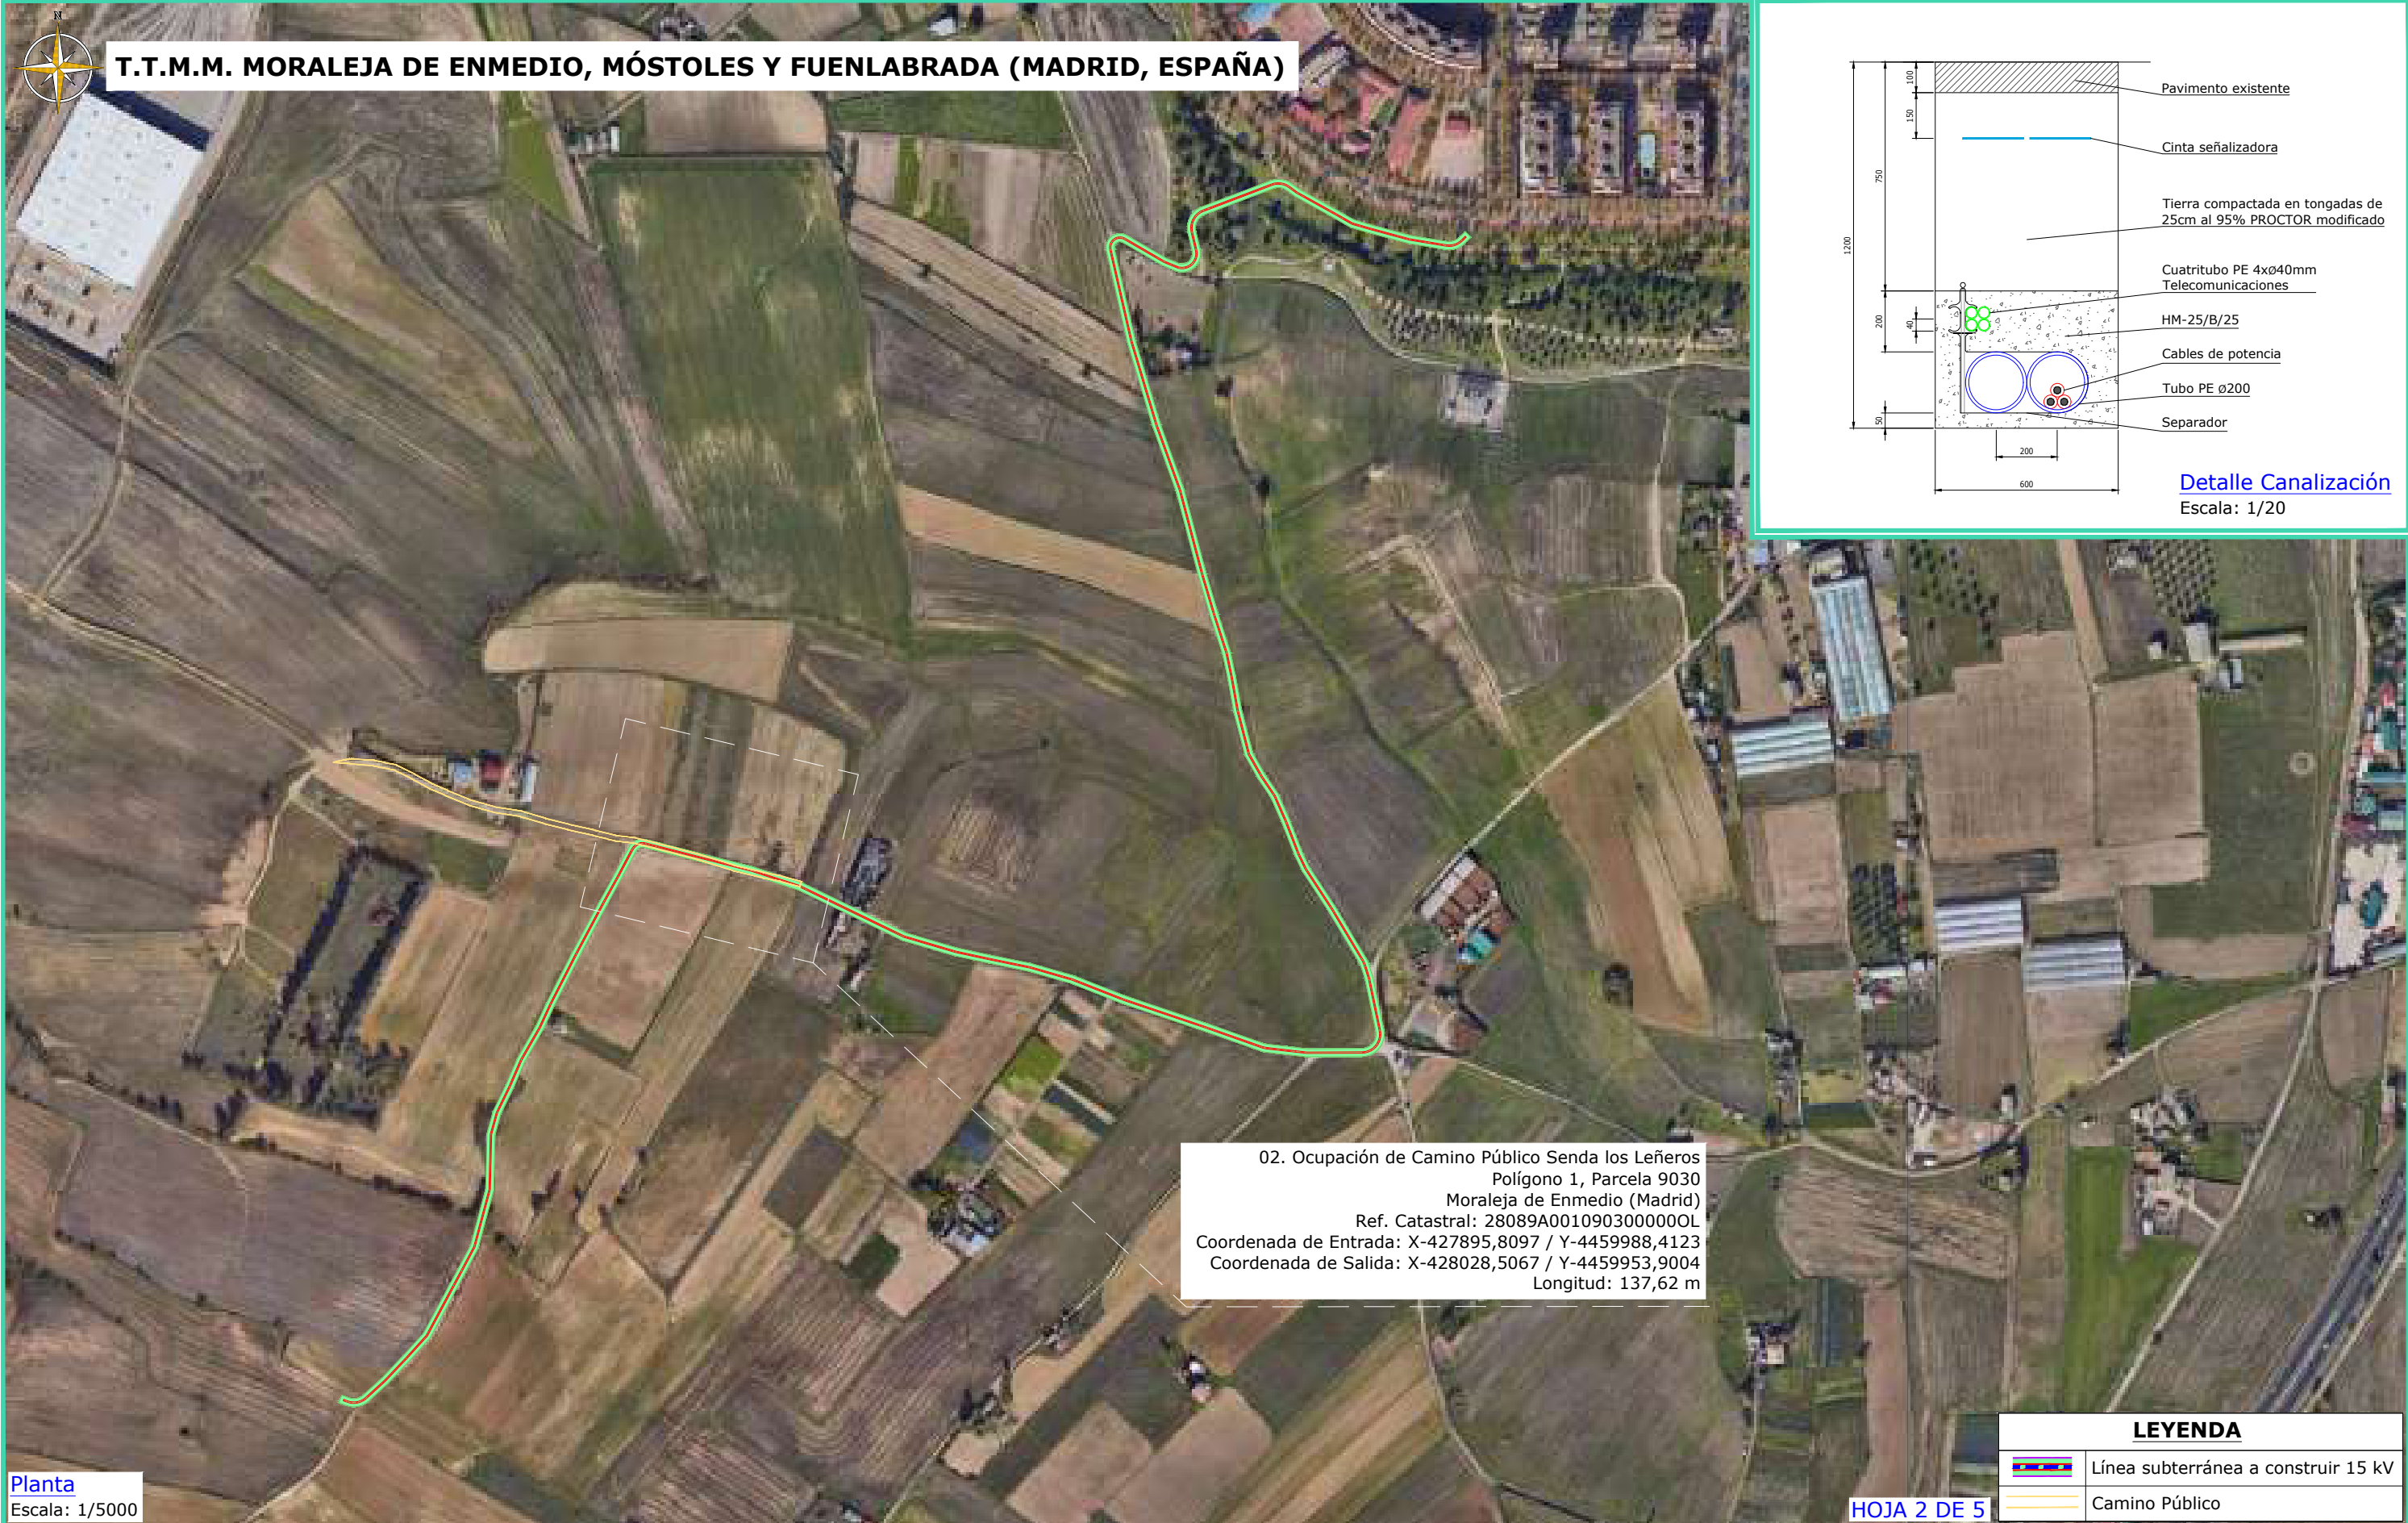 N
T.T.M.M. MORALEJA DE ENMEDIO, MÓSTOLES Y FUENLABRADA (MADRID, ESPAÑA)
100
150
750
1200
200
40
50
200
600
Pavimento existente
Cinta señalizadora
Tierra compactada en tongadas de
25cm al 95% PROCTOR modificado
Cuatritubo PE 4xø40mm
Telecomunicaciones
HM-25/B/25
Cables de potencia
Tubo PE ø200
Separador
Detalle Canalización
Escala: 1/20
02. Ocupación de Camino Público Senda los Leñeros
Polígono 1, Parcela 9030
Moraleja de Enmedio (Madrid)
Ref. Catastral: 28089A001090300000OL
Coordenada de Entrada: X-427895,8097 / Y-4459988,4123
Coordenada de Salida: X-428028,5067 / Y-4459953,9004
Longitud: 137,62 m
Planta
Escala: 1/5000
HOJA 2 DE 5
LEYENDA
Línea subterránea a construir 15 kV
Camino Público